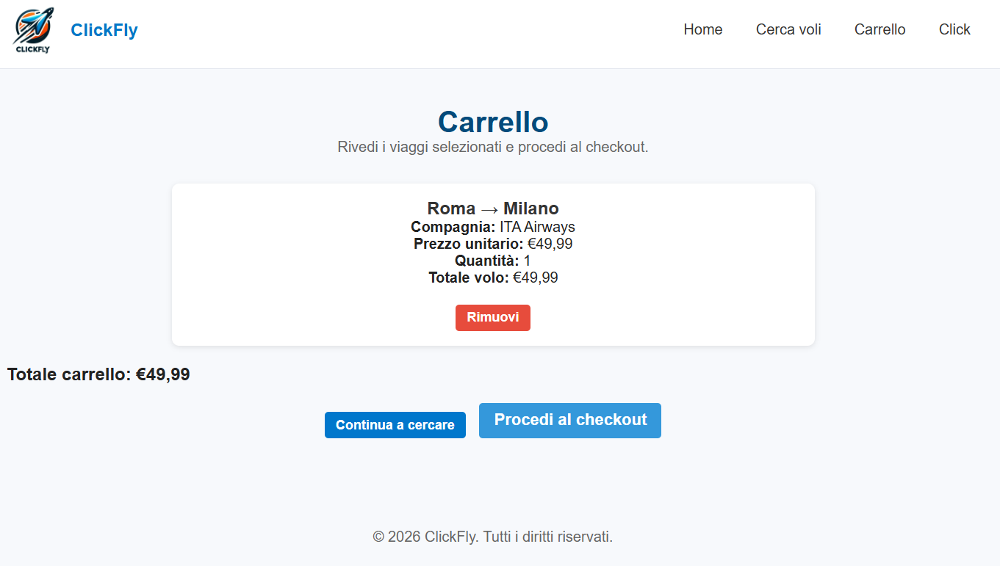 CLICKFLY
ClickFly
Home
Cerca voli
Carrello
Click
Carrello
Rivedi i viaggi selezionati e procedi al checkout.
Roma → Milano
Compagnia: ITA Airways
Prezzo unitario: €49,99
Quantità: 1
Totale volo: €49,99
Rimuovi
Totale carrello: €49,99
Continua a cercare
Procedi al checkout
© 2026 ClickFly. Tutti i diritti riservati.